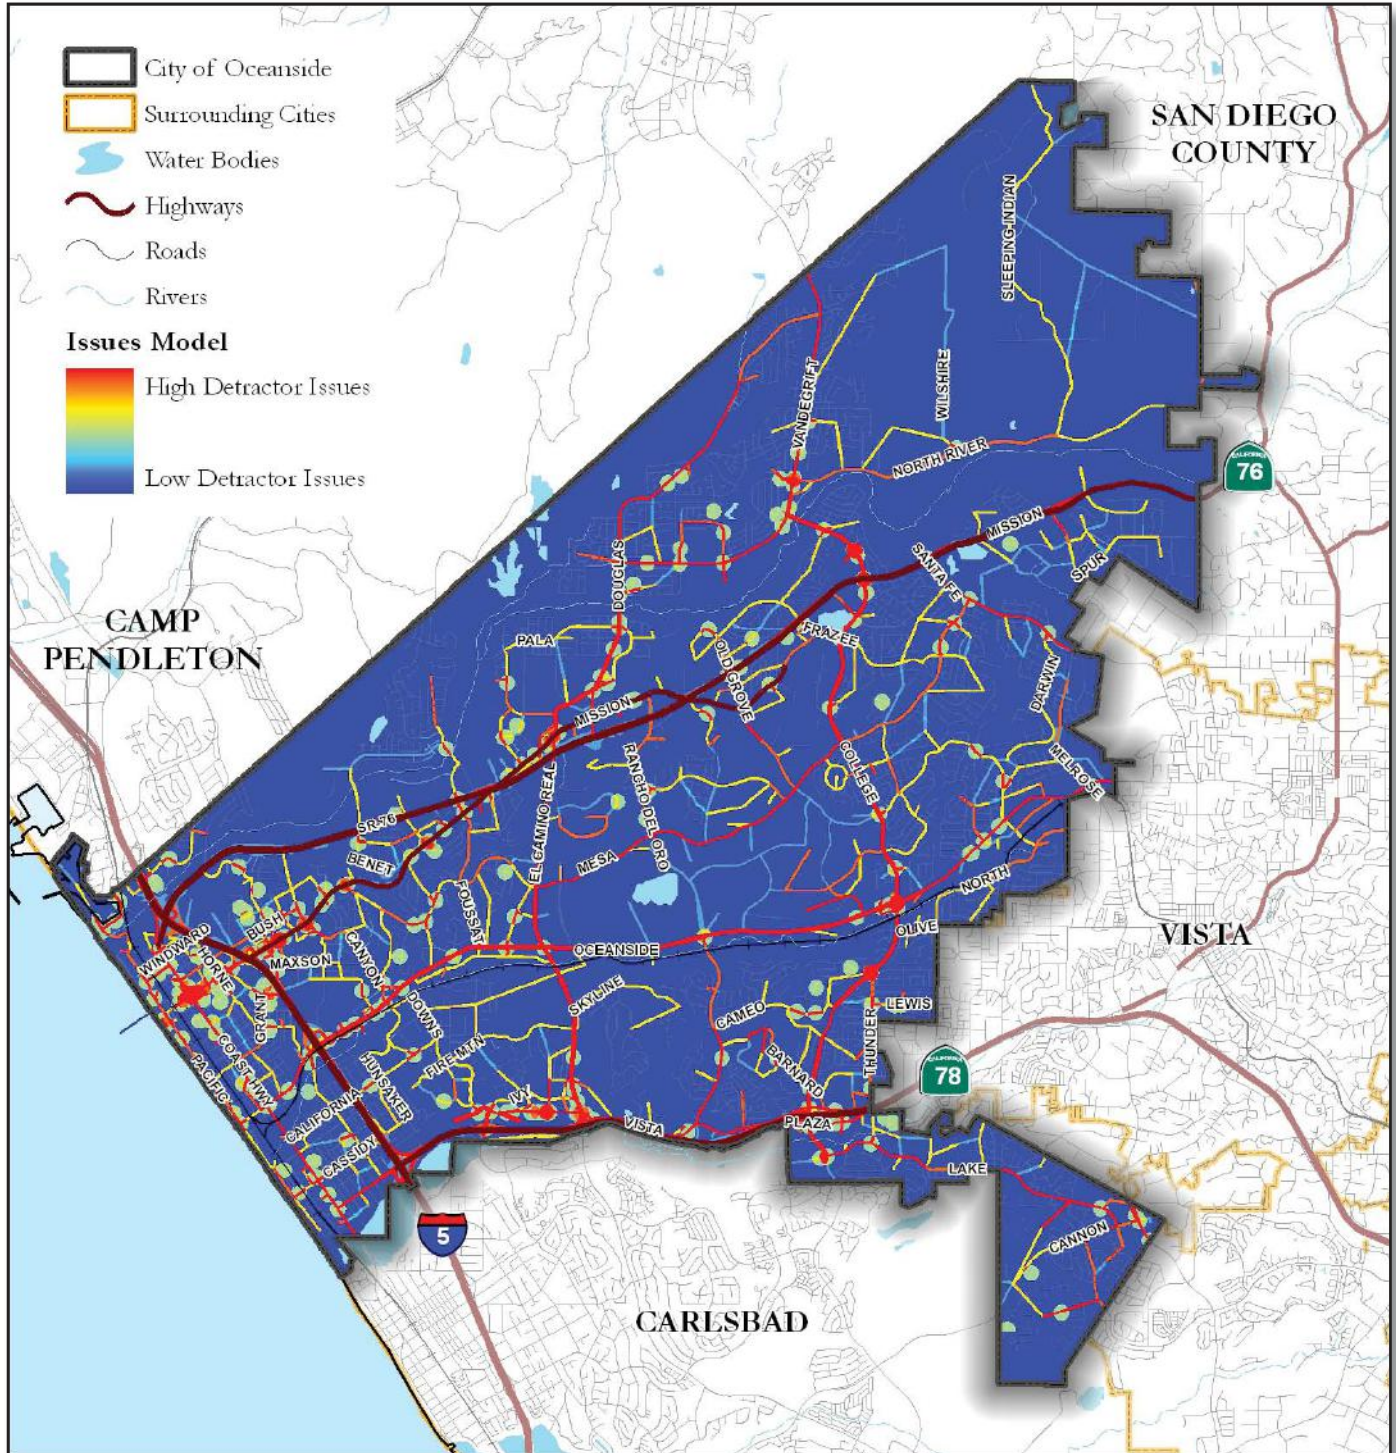 City of Oceanside
Surrounding Cities
Water Bodies
Highways
Roads
Rivers
Issues Model
High Detractor Issues
Low Detractor Issues
SAN DIEGO
COUNTY
SLEEPING INDIAN
VANDEGRIFT
WILSHIRE
NORTH RIVER
CALIFORNIA
76
MISSION
SANTA FE
SPUR
DOUGLAS
CAMP
PENDLETON
PALA
FRAZEE
OLD GROVE
DARWIN
MISSION
RANCHO DEL ORO
COLLEGE
MELROSE
EL CAMINO REAL
SR-76
BENET
MESA
FOUSSAT
NORTH
BUSH
WINDWARD
HORNE
MAXSON
CANYON
OCEANSIDE
OLIVE
VISTA
GRANT
DOWNS
SKYLINE
CAMEO
LEWIS
COAST HWY
PACIFIC
HUNSAKER
FIRE MTN
BARNARD
THUNDER
CALIFORNIA
78
CALIFORNIA
IVY
VISTA
PLAZA
CASSIDY
LAKE
5
CANNON
CARLSBAD